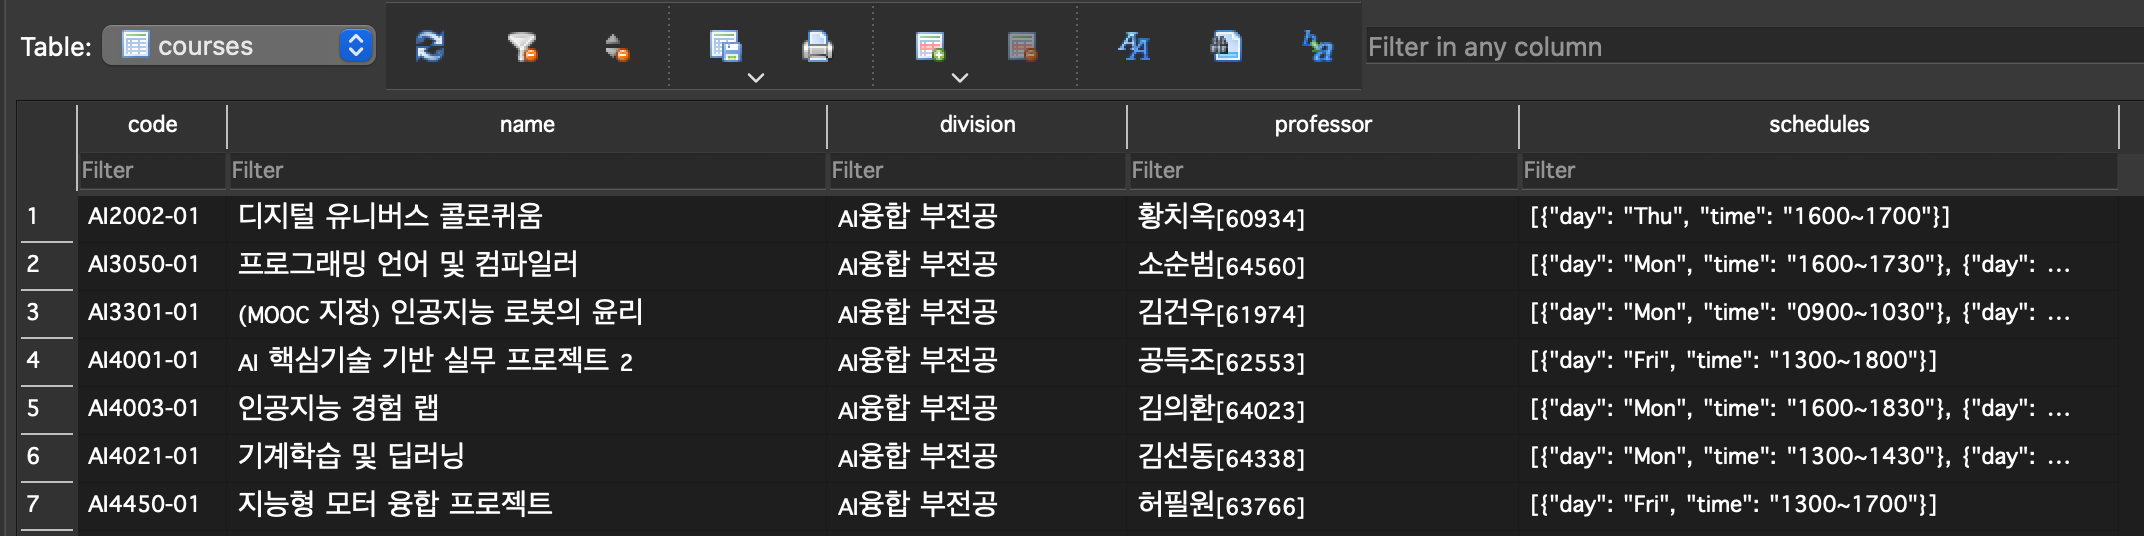 Table: courses Filter in any column
code name division professor schedules
Filter Filter Filter Filter Filter
1 AI2002-01 디지털 유니버스 콜로퀴움 AI융합 부전공 황치옥[60934] [{"day": "Thu", "time": "1600~1700"}]
2 AI3050-01 프로그래밍 언어 및 컴파일러 AI융합 부전공 소순범[64560] [{"day": "Mon", "time": "1600~1730"}, {"day": ...
3 AI3301-01 (MOOC 지정) 인공지능 로봇의 윤리 AI융합 부전공 김건우[61974] [{"day": "Mon", "time": "0900~1030"}, {"day": ...
4 AI4001-01 AI 핵심기술 기반 실무 프로젝트 2 AI융합 부전공 공득조[62553] [{"day": "Fri", "time": "1300~1800"}]
5 AI4003-01 인공지능 경험 랩 AI융합 부전공 김의환[64023] [{"day": "Mon", "time": "1600~1830"}, {"day": ...
6 AI4021-01 기계학습 및 딥러닝 AI융합 부전공 김선동[64338] [{"day": "Mon", "time": "1300~1430"}, {"day": ...
7 AI4450-01 지능형 모터 융합 프로젝트 AI융합 부전공 허필원[63766] [{"day": "Fri", "time": "1300~1700"}]